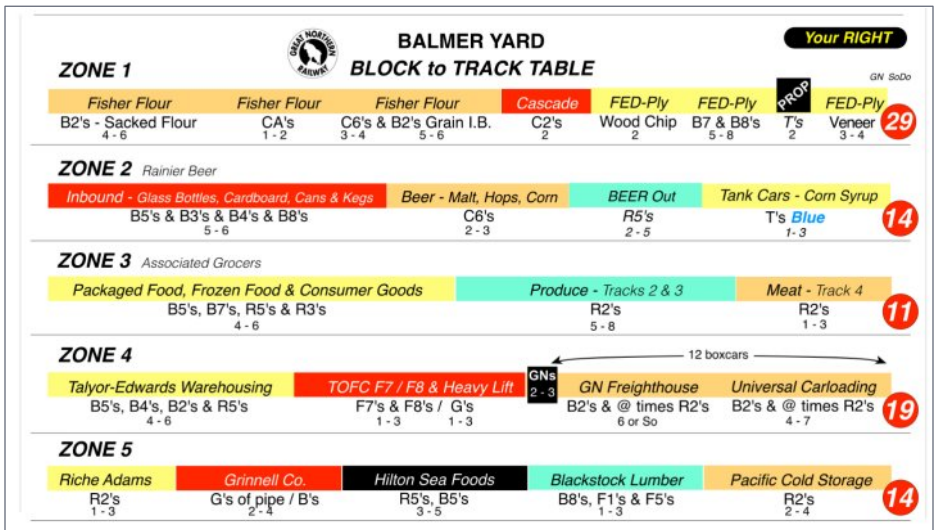 Your RIGHT
GREAT NORTHERN RAILWAY
BALMER YARD
BLOCK to TRACK TABLE
GN SoDo
ZONE 1
Fisher Flour Fisher Flour Fisher Flour Cascade FED-Ply FED-Ply PROP FED-Ply
B2's - Sacked Flour CA's C6's & B2's Grain I.B. C2's Wood Chip B7 & B8's T's Veneer 29
4 - 6 1 - 2 3 - 4 5 - 6 2 2 5 - 8 2 3 - 4
ZONE 2 Rainier Beer
Inbound - Glass Bottles, Cardboard, Cans & Kegs Beer - Malt, Hops, Corn BEER Out Tank Cars - Corn Syrup
B5's & B3's & B4's & B8's C6's R5's T's Blue 14
5 - 6 2 - 3 2 - 5 1- 3
ZONE 3 Associated Grocers
Packaged Food, Frozen Food & Consumer Goods Produce - Tracks 2 & 3 Meat - Track 4
B5's, B7's, R5's & R3's R2's R2's 11
4 - 6 5 - 8 1 - 3
ZONE 4
12 boxcars
Talyor-Edwards Warehousing TOFC F7 / F8 & Heavy Lift GNs 2 - 3 GN Freighthouse Universal Carloading
B5's, B4's, B2's & R5's F7's & F8's / G's B2's & @ times R2's B2's & @ times R2's 19
4 - 6 1 - 3 1 - 3 6 or So 4 - 7
ZONE 5
Riche Adams Grinnell Co. Hilton Sea Foods Blackstock Lumber Pacific Cold Storage
R2's G's of pipe / B's R5's, B5's B8's, F1's & F5's R2's 14
1 - 3 2 - 4 3 - 5 1 - 3 2 - 4